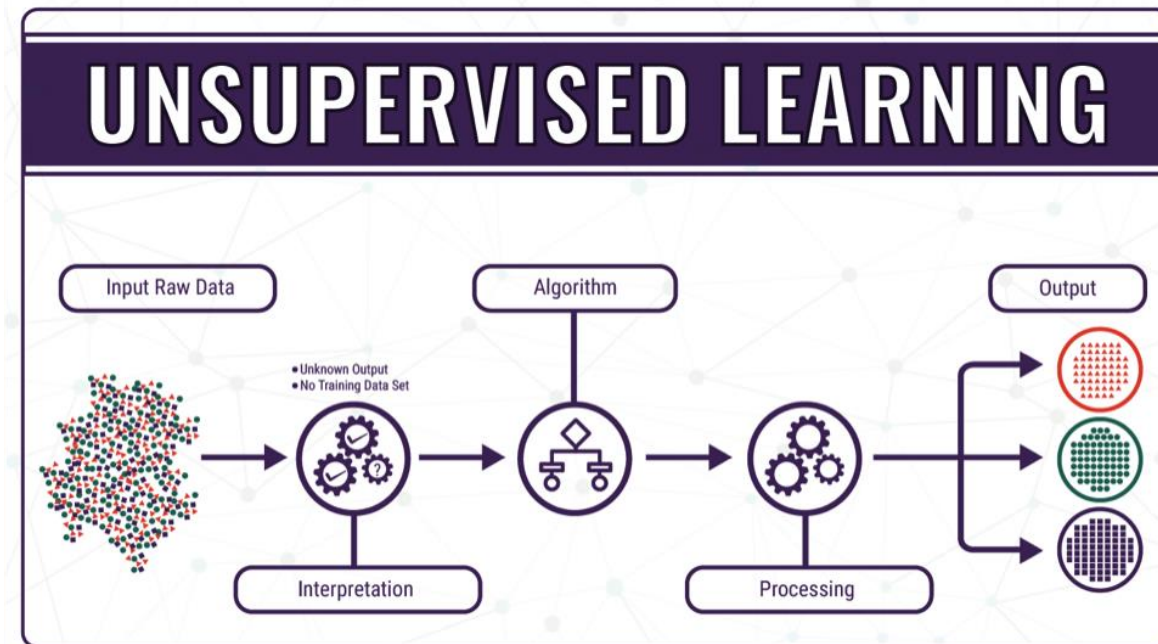 UNSUPERVISED LEARNING
Input Raw Data
Algorithm
Output
• Unknown Output
• No Training Data Set
?
Interpretation
Processing